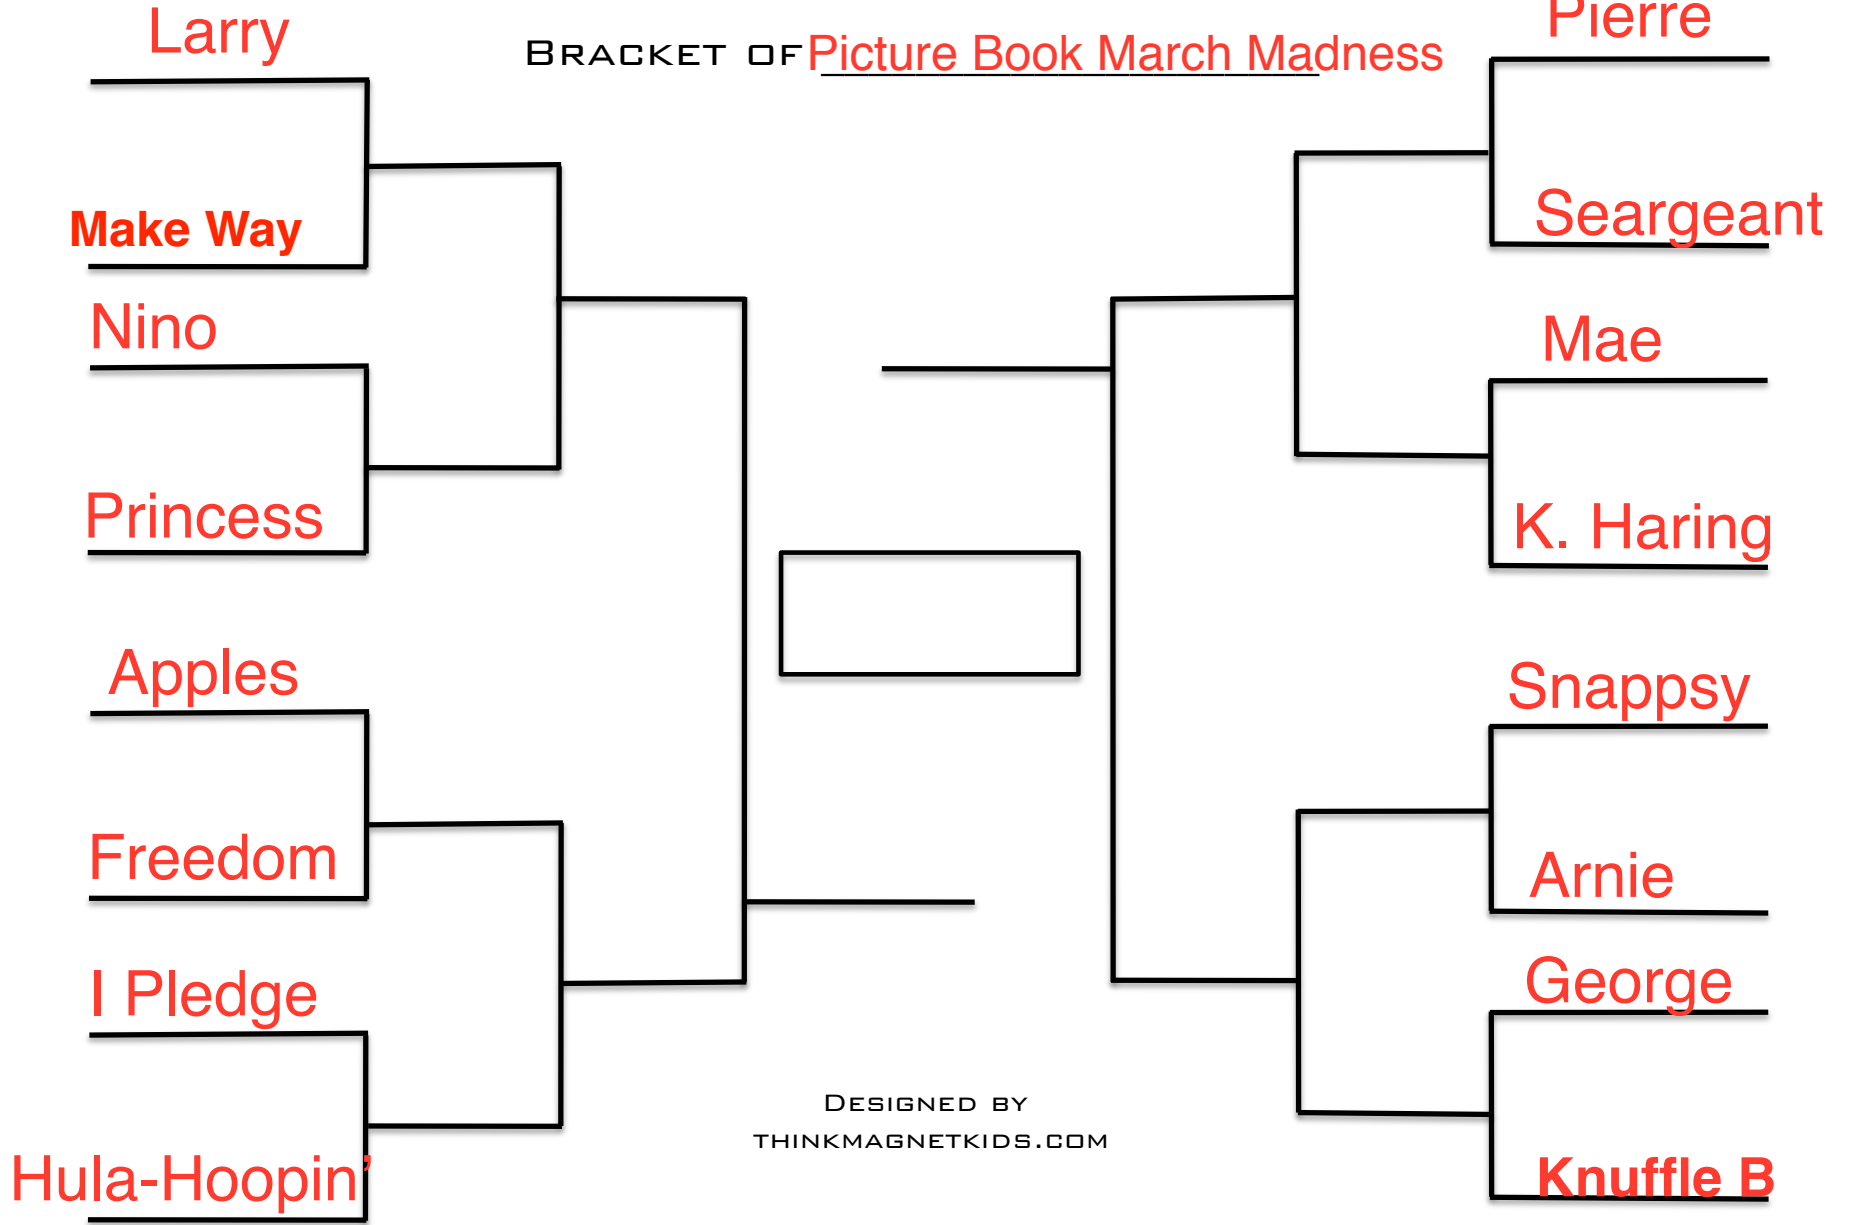 Bracket of Picture Book March Madness
Larry
Make Way
Nino
Princess
Apples
Freedom
I Pledge
Hula-Hoopin'
Pierre
Seargeant
Mae
K. Haring
Snappsy
Arnie
George
Knuffle B
Designed by
thinkmagnetkids.com